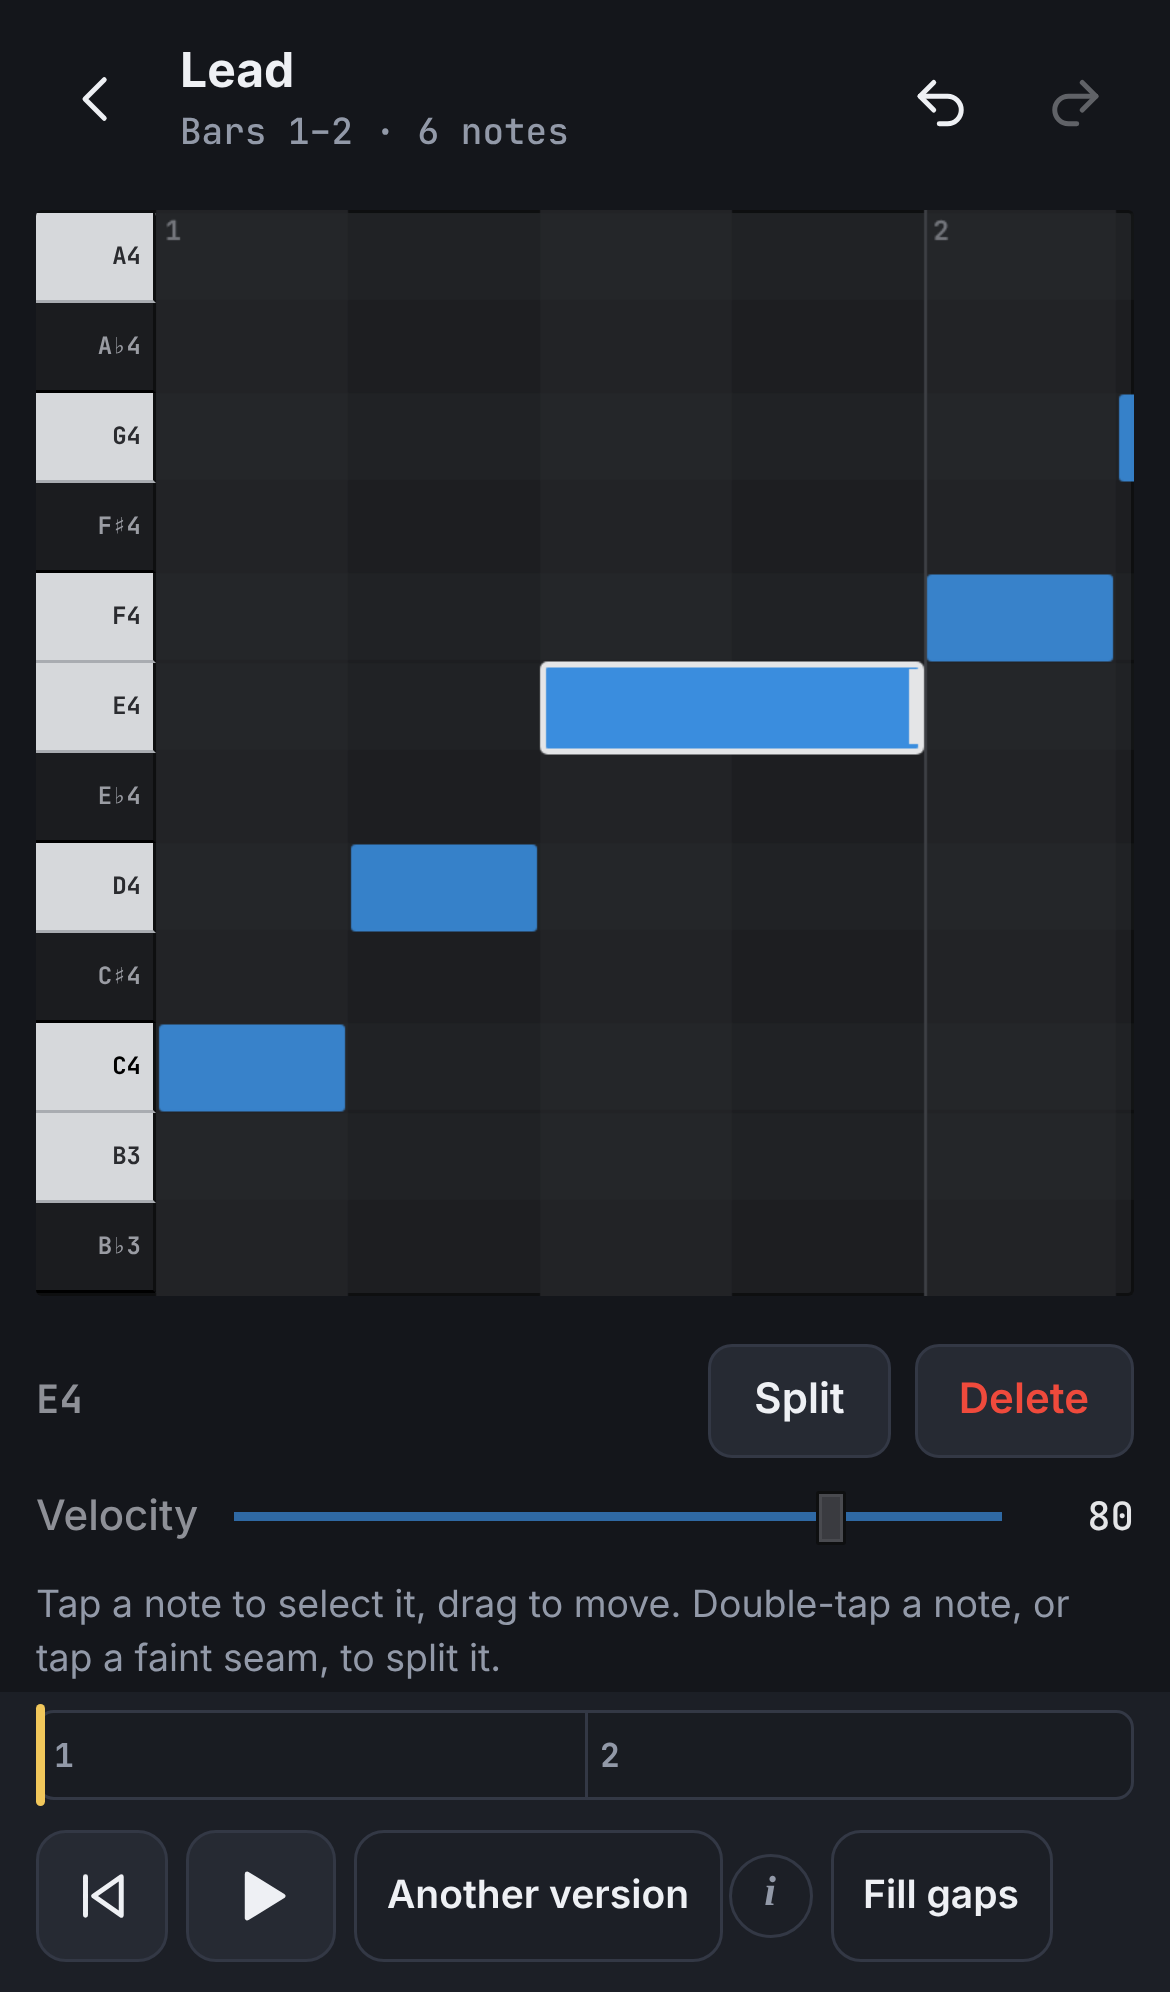 Lead
Bars 1–2 · 6 notes
1
2
A4
A♭4
G4
F♯4
F4
E4
E♭4
D4
C♯4
C4
B3
B♭3
E4
Split
Delete
Velocity
80
Tap a note to select it, drag to move. Double-tap a note, or
tap a faint seam, to split it.
1
2
Another version
i
Fill gaps